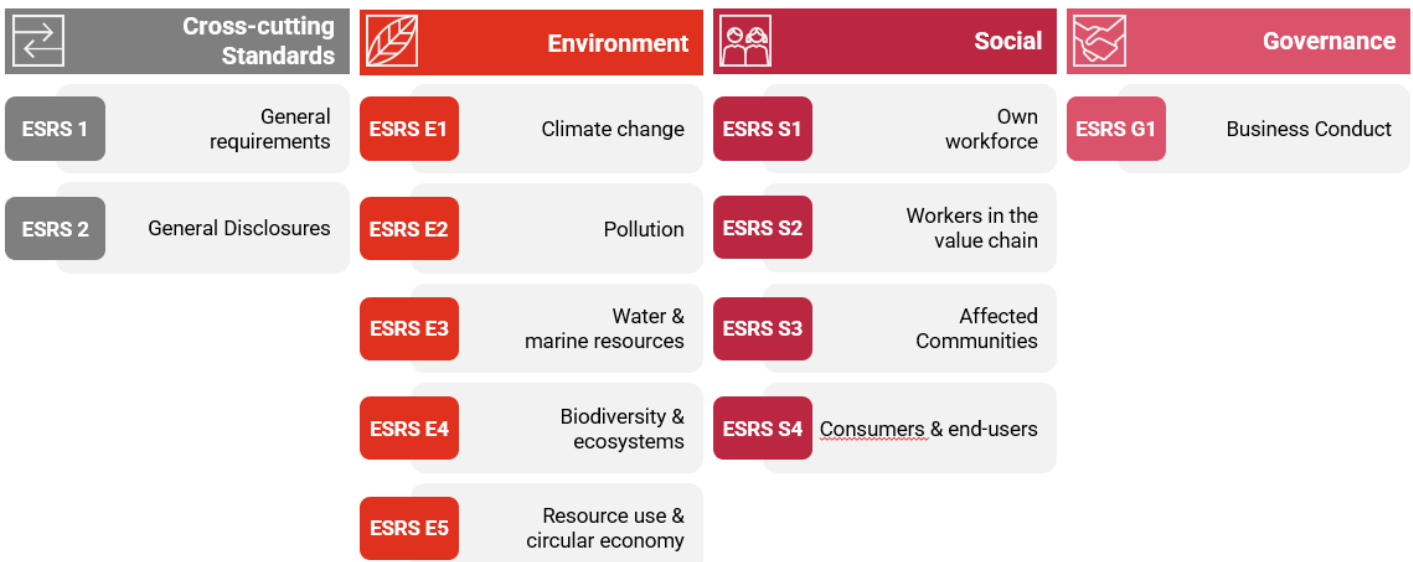 Cross-cutting
Standards
ESRS 1
General
requirements
ESRS 2
General Disclosures
Environment
ESRS E1
Climate change
ESRS E2
Pollution
ESRS E3
Water &
marine resources
ESRS E4
Biodiversity &
ecosystems
ESRS E5
Resource use &
circular economy
Social
ESRS S1
Own
workforce
ESRS S2
Workers in the
value chain
ESRS S3
Affected
Communities
ESRS S4
Consumers & end-users
Governance
ESRS G1
Business Conduct